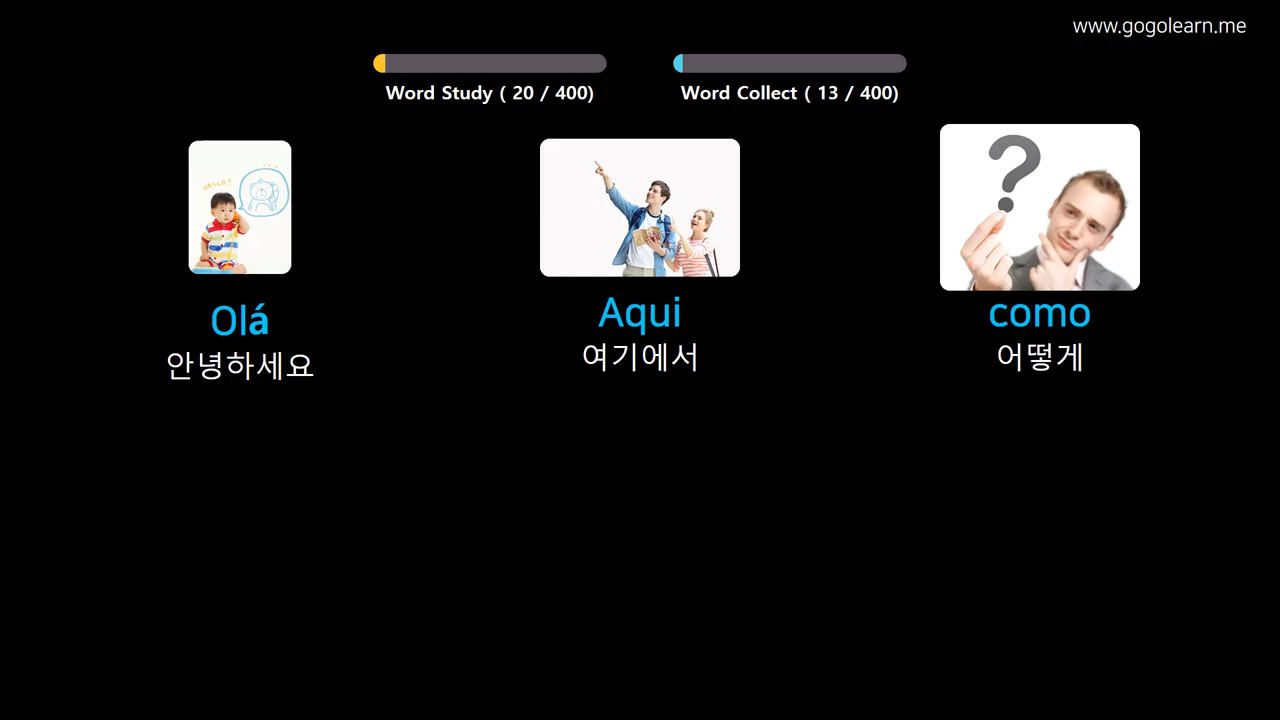 www.gogolearn.me
Word Study ( 20 / 400)
Word Collect ( 13 / 400)
HELLO!
?
Olá
Aqui
como
안녕하세요
여기에서
어떻게